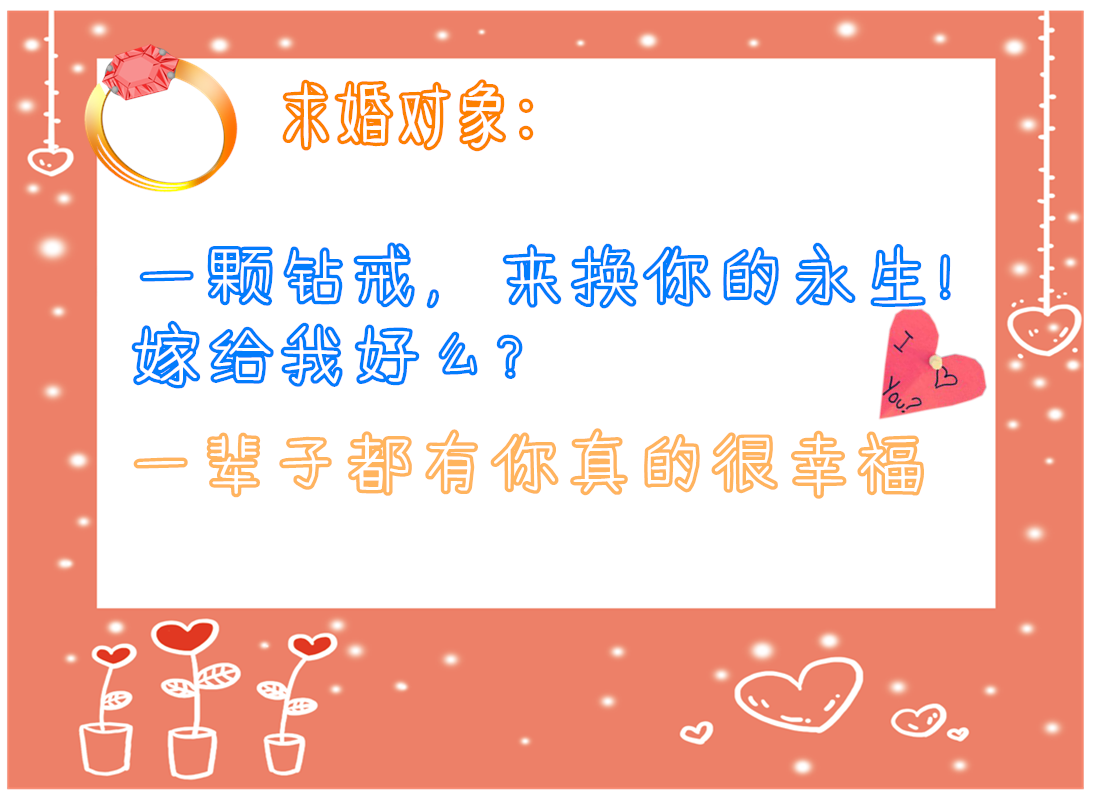 求婚对象:
一颗钻戒, 来换你的永生!
嫁给我好么?
I ♡
you?
一辈子都有你真的很幸福